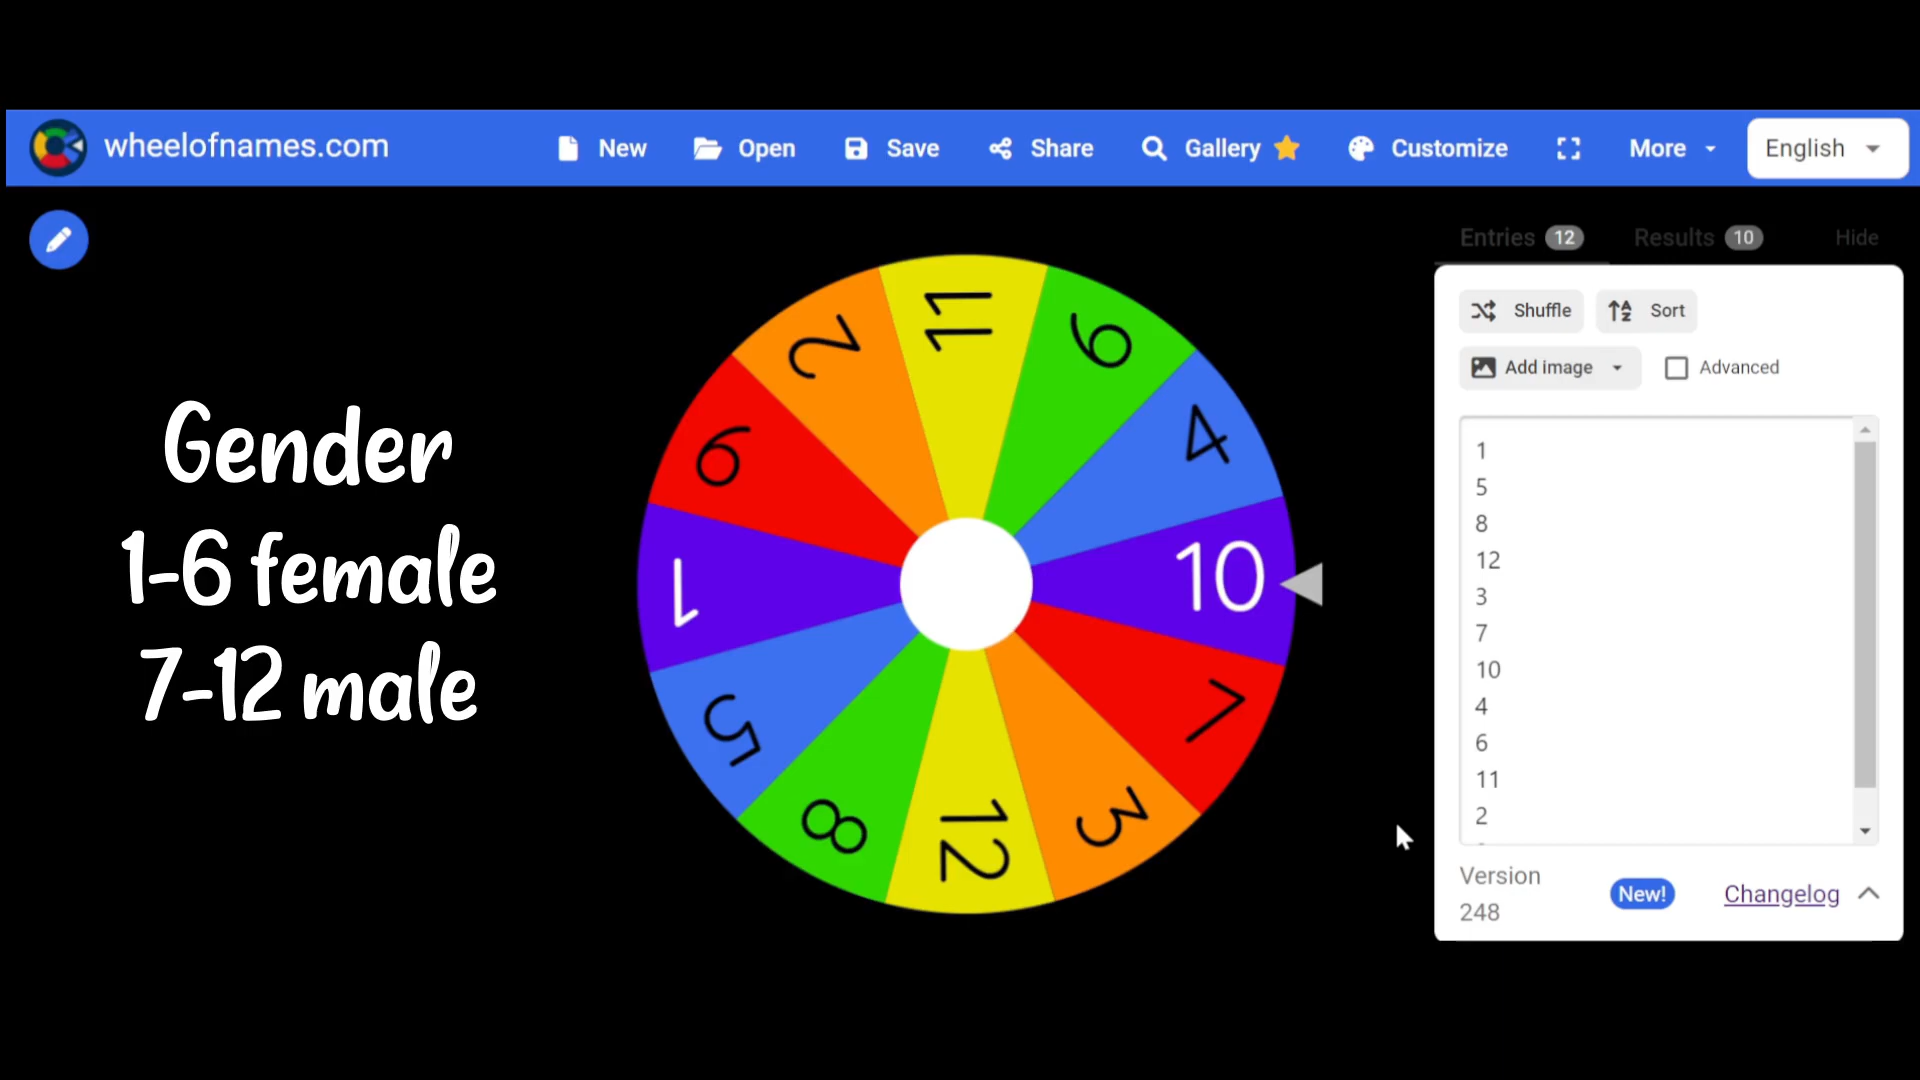 wheelofnames.com
New
Open
Save
Share
Gallery
Customize
More
English
Entries 12
Results 10
Hide
Shuffle
Sort
Add image
Advanced
Gender
1-6 female
7-12 male
11
6
4
10
7
3
12
8
5
1
9
2
1
5
8
12
3
7
10
4
6
11
2
Version
248
New!
Changelog